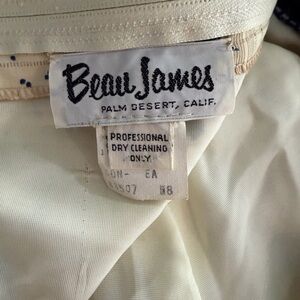 Beau James
PALM DESERT, CALIF.
PROFESSIONAL
DRY CLEANING
ONLY